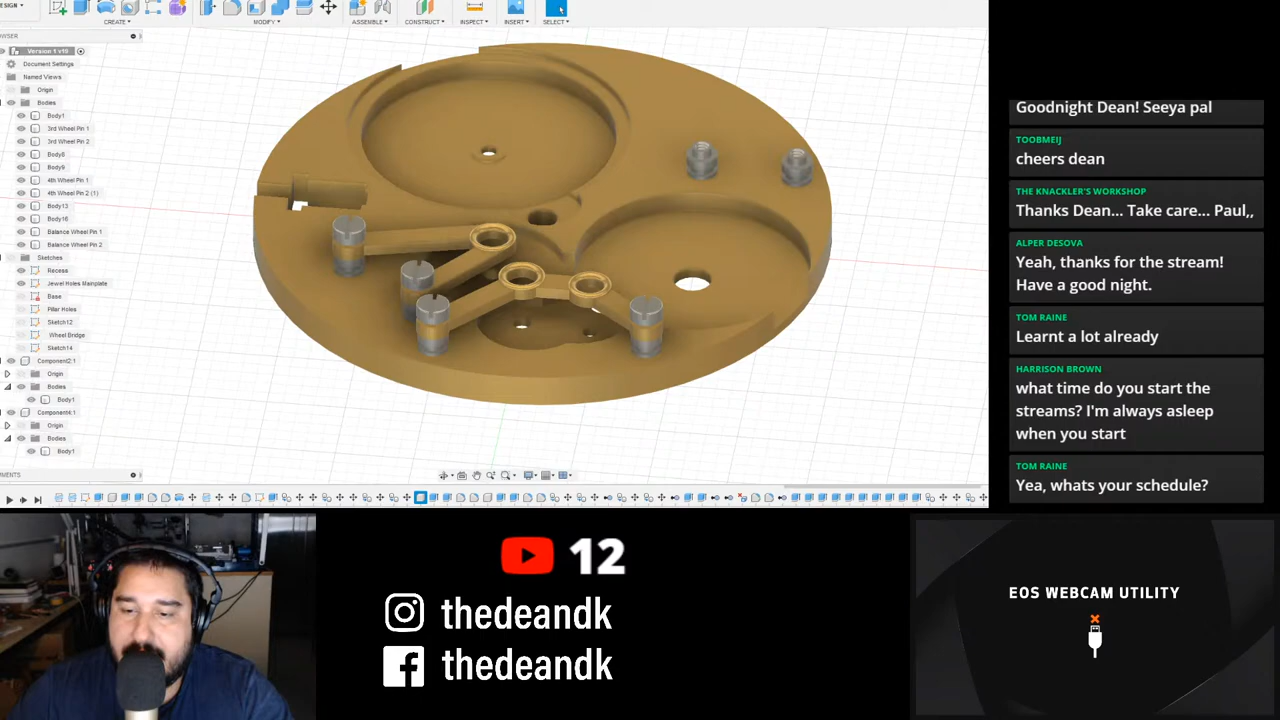 DESIGN
CREATE
MODIFY
ASSEMBLE
CONSTRUCT
INSPECT
INSERT
SELECT
Version 1 v10
Document Settings
Named Views
Origin
Bodies
Body1
3rd Wheel Pin 1
3rd Wheel Pin 2
Body8
Body9
4th Wheel Pin 1
4th Wheel Pin 2 (1)
Body13
Body16
Balance Wheel Pin 1
Balance Wheel Pin 2
Sketches
Recess
Jewel Holes Mainplate
Base
Pillar Holes
Sketch12
Wheel Bridge
Sketch14
Component2:1
Origin
Bodies
Body1
Component4:1
Origin
Bodies
Body1
Goodnight Dean! Seeya pal
TOOBMEIJ
cheers dean
THE KNACKLER'S WORKSHOP
Thanks Dean... Take care... Paul,,
ALPER DESOVA
Yeah, thanks for the stream!
Have a good night.
TOM RAINE
Learnt a lot already
HARRISON BROWN
what time do you start the
streams? I'm always asleep
when you start
TOM RAINE
Yea, whats your schedule?
12
thedeandk
thedeandk
EOS WEBCAM UTILITY